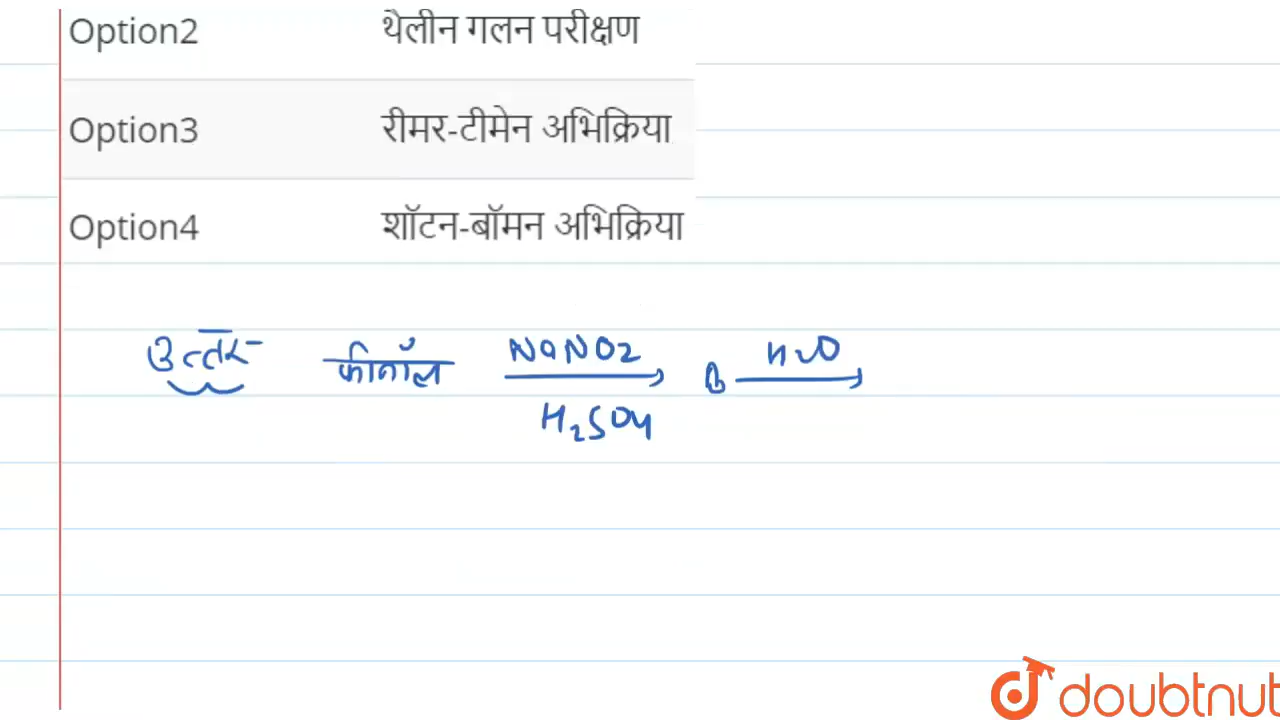 Option2 थैलीन गलन परीक्षण
Option3 रीमर-टीमेन अभिक्रिया
Option4 शॉटन-बॉमन अभिक्रिया
उत्तर फीनॉल NaNO2 B H2O
H2SO4
doubtnut